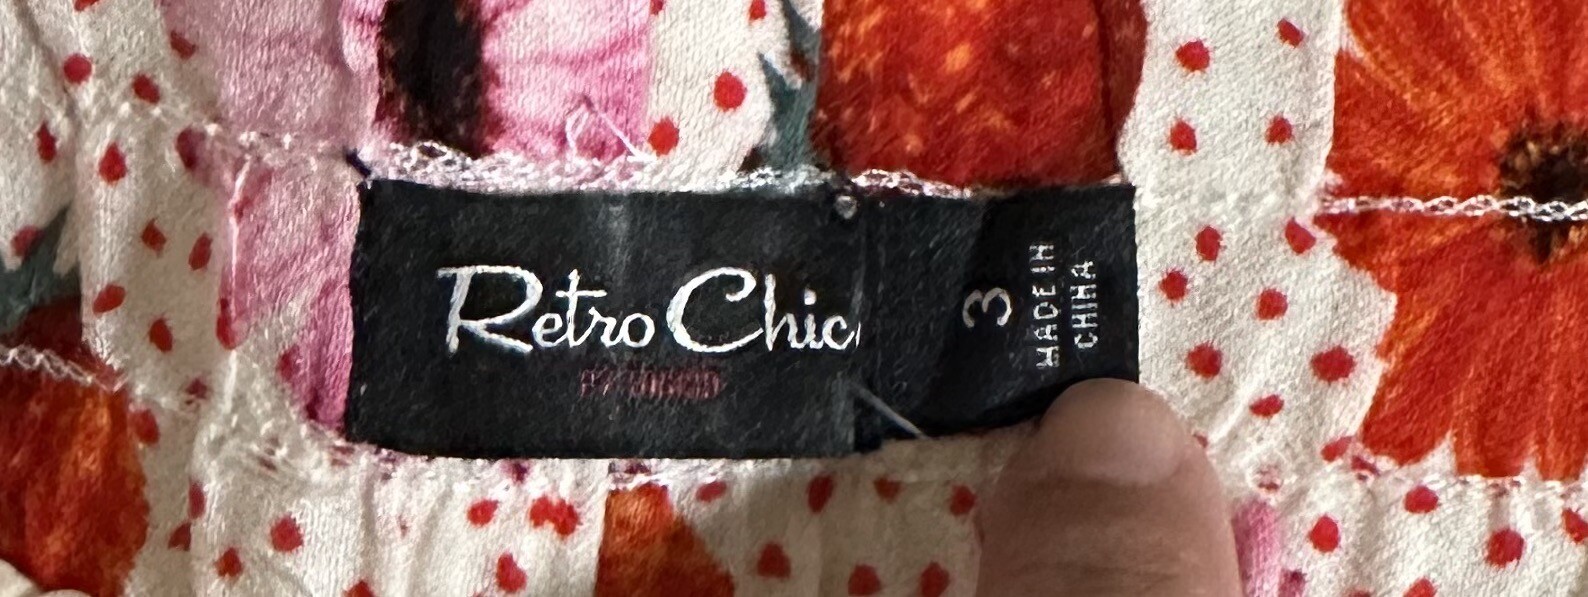 Retro Chic
3
MADE IN
CHINA